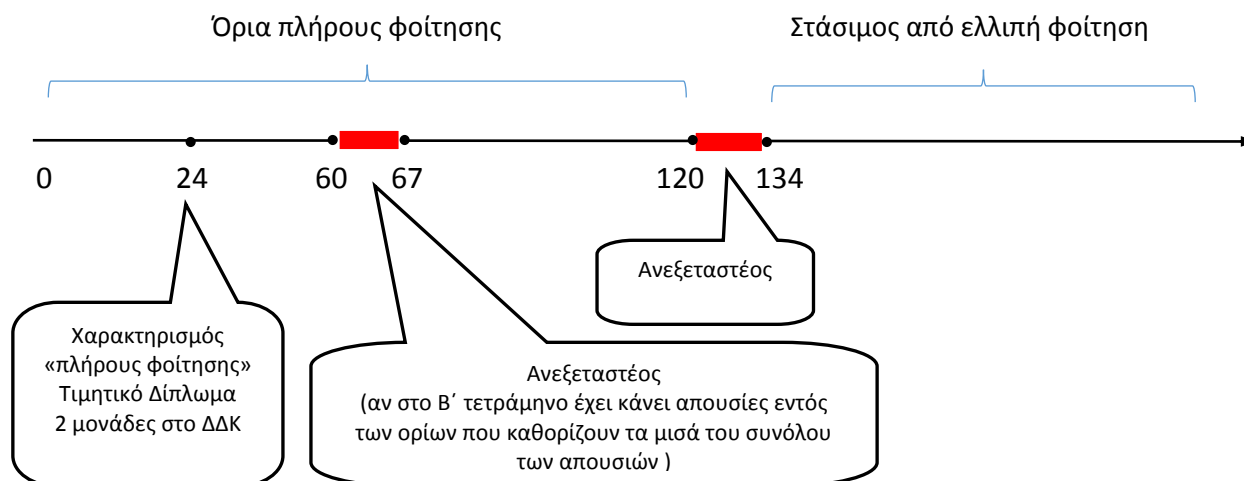 Όρια πλήρους φοίτησης
Στάσιμος από ελλιπή φοίτηση
0 24 60 67 120 134
Ανεξεταστέος
Χαρακτηρισμός
«πλήρους φοίτησης»
Τιμητικό Δίπλωμα
2 μονάδες στο ΔΔΚ
Ανεξεταστέος
(αν στο Β΄ τετράμηνο έχει κάνει απουσίες εντός
των ορίων που καθορίζουν τα μισά του συνόλου
των απουσιών )